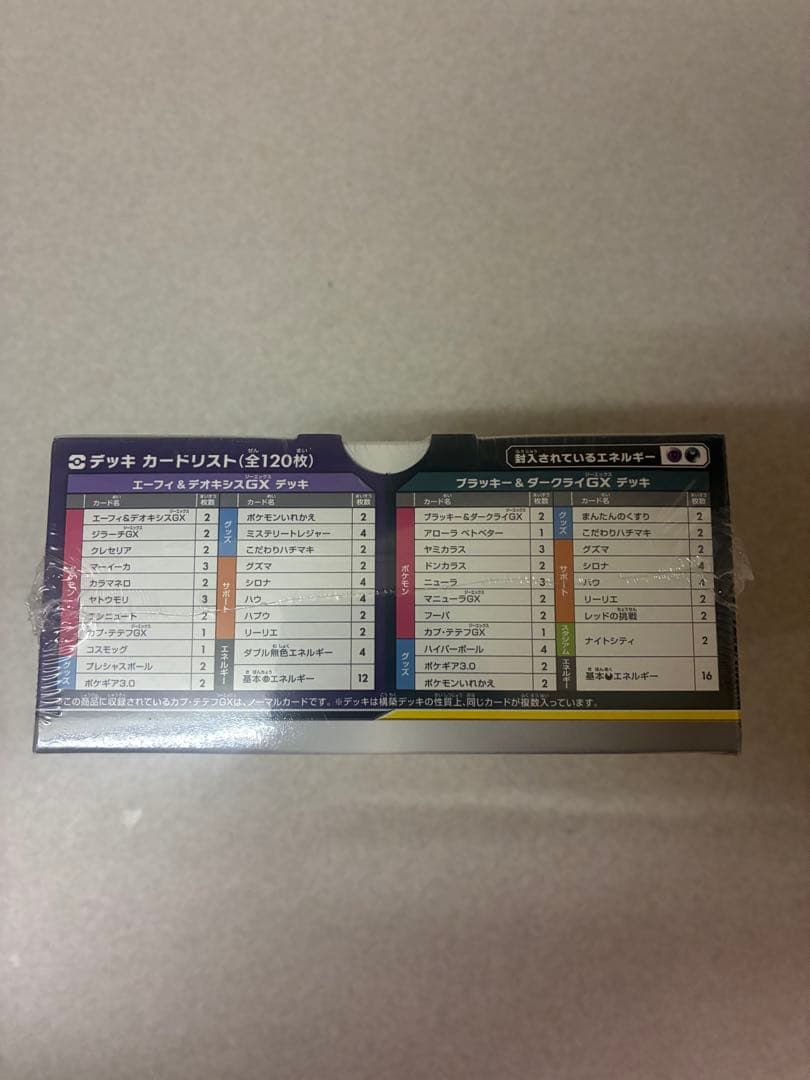 デッキ カードリスト(全120枚)
封入されているエネルギー
エーフィ&デオキシスGX デッキ
カード名 枚数 カード名 枚数
ポケモン
エーフィ&デオキシスGX 2
ジラーチGX 2
クレセリア 2
マーイーカ 3
カラマネロ 2
ヤトウモリ 3
エンニュート 2
カプ・テテフGX 1
コスモッグ 1
グッズ
プレシャスボール 2
ポケギア3.0 2
グッズ
ポケモンいれかえ 2
ミステリートレジャー 4
こだわりハチマキ 2
サポート
グズマ 2
シロナ 4
ハウ 4
ハプウ 2
リーリエ 2
エネルギー
ダブル無色エネルギー 4
基本エネルギー 12
ブラッキー&ダークライGX デッキ
カード名 枚数 カード名 枚数
ポケモン
ブラッキー&ダークライGX 2
アローラ ベトベター 1
ヤミカラス 3
ドンカラス 2
ニューラ 3
マニューラGX 2
フーパ 2
カプ・テテフGX 1
グッズ
ハイパーボール 4
ポケギア3.0 2
ポケモンいれかえ 2
グッズ
まんたんのくすり 2
こだわりハチマキ 2
サポート
グズマ 2
シロナ 4
ハウ 4
リーリエ 2
レッドの挑戦 2
スタジアム
ナイトシティ 2
エネルギー
基本エネルギー 16
この商品に収録されているカプ・テテフGXは、ノーマルカードです。※デッキは構築デッキの性質上、同じカードが複数入っています。